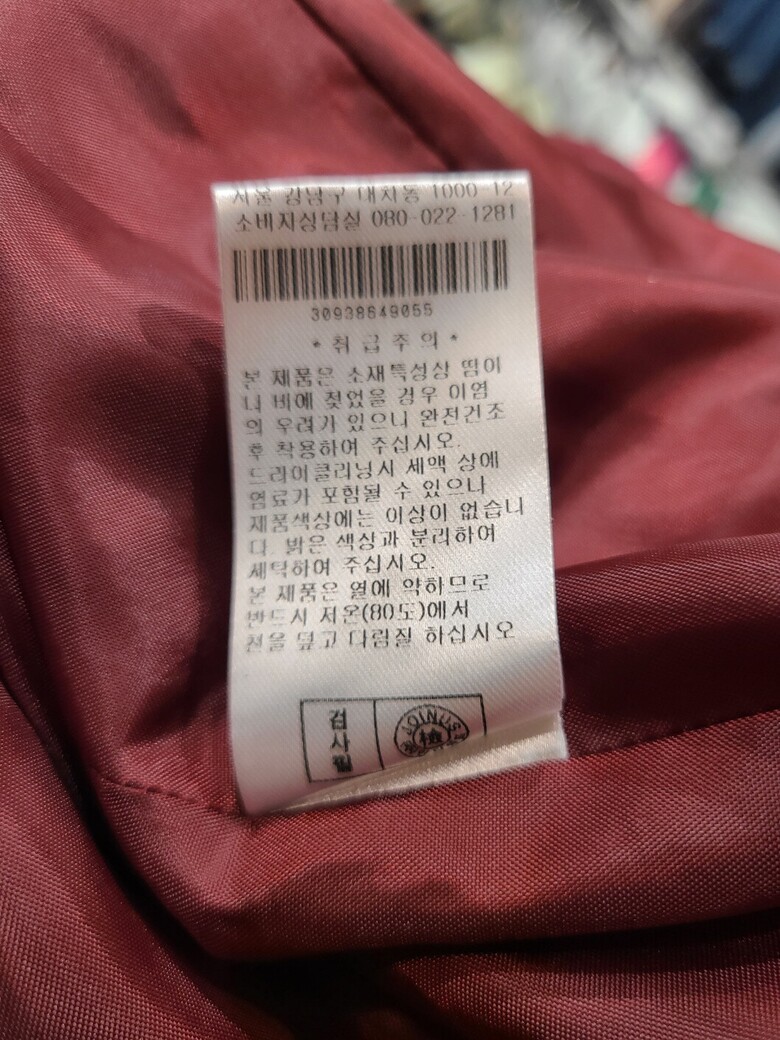 서울 강남구 대치동 1000-12
소비자상담실 080-022-1281
30938649055
* 취 급 주 의 *
본 제품은 소재특성상 땀이
나 비에 젖었을 경우 이염
의 우려가 있으니 완전건조
후 착용하여 주십시오.
드라이클리닝시 세액 상에
염료가 포함될 수 있으나
제품색상에는 이상이 없습니
다. 밝은 색상과 분리하여
세탁하여 주십시오.
본 제품은 열에 약하므로
반드시 저온(80도)에서
천을 덮고 다림질 하십시오
검사필
JOINUS
檢